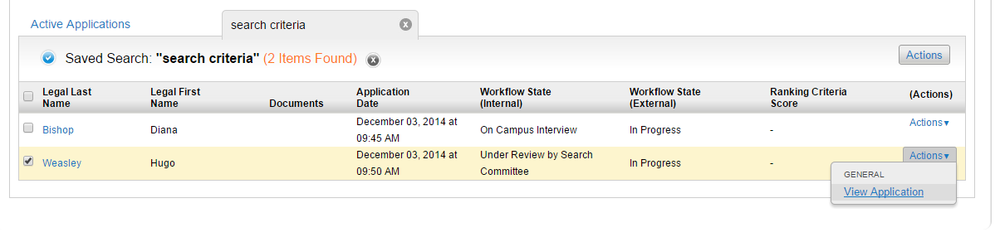 Active Applications
search criteria
x
Saved Search: "search criteria" (2 Items Found)
x
Actions
Legal Last Name
Legal First Name
Documents
Application Date
Workflow State (Internal)
Workflow State (External)
Ranking Criteria Score
(Actions)
Bishop
Diana
December 03, 2014 at 09:45 AM
On Campus Interview
In Progress
-
Actions▼
Weasley
Hugo
December 03, 2014 at 09:50 AM
Under Review by Search Committee
In Progress
-
Actions▼
GENERAL
View Application